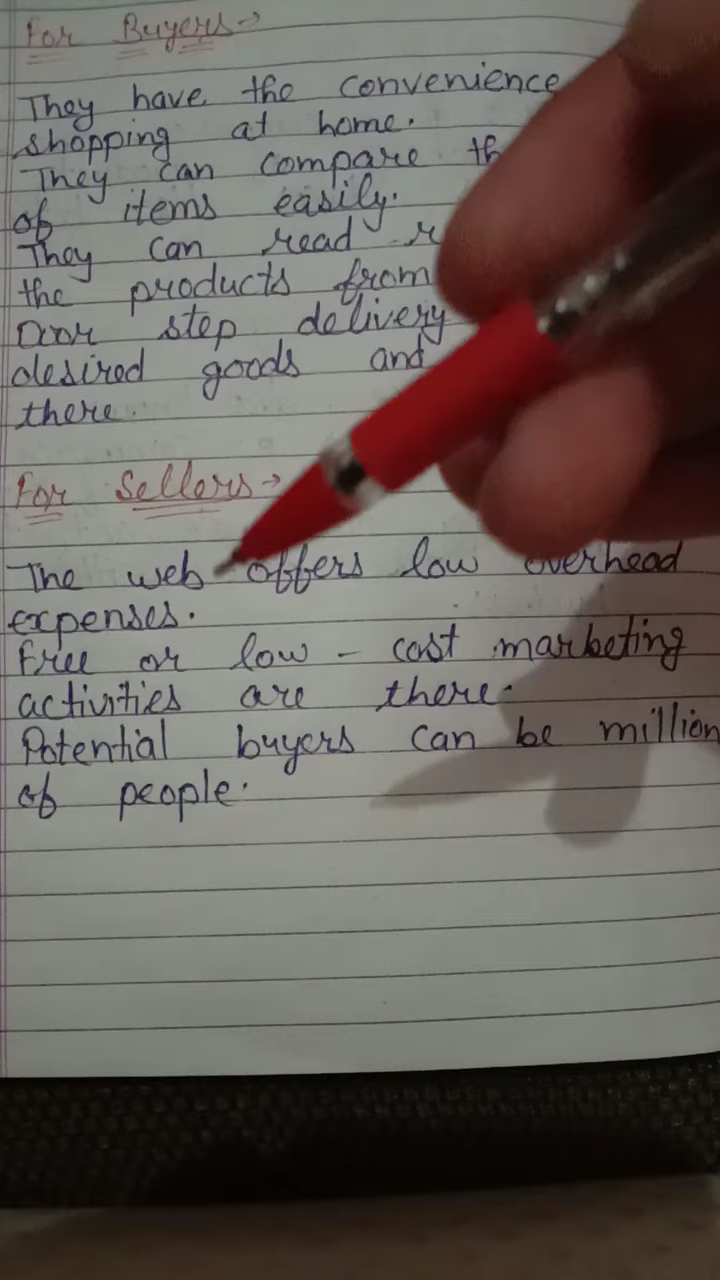 For Buyers→
They have the convenience
shopping at home.
They can compare
of items easily.
They can read
the products from
Door step delivery
desired goods and
there.
For Sellers→
The web offers low overhead
expenses.
Free or low - cost marketing
activities are there.
Potential buyers can be million
of people.